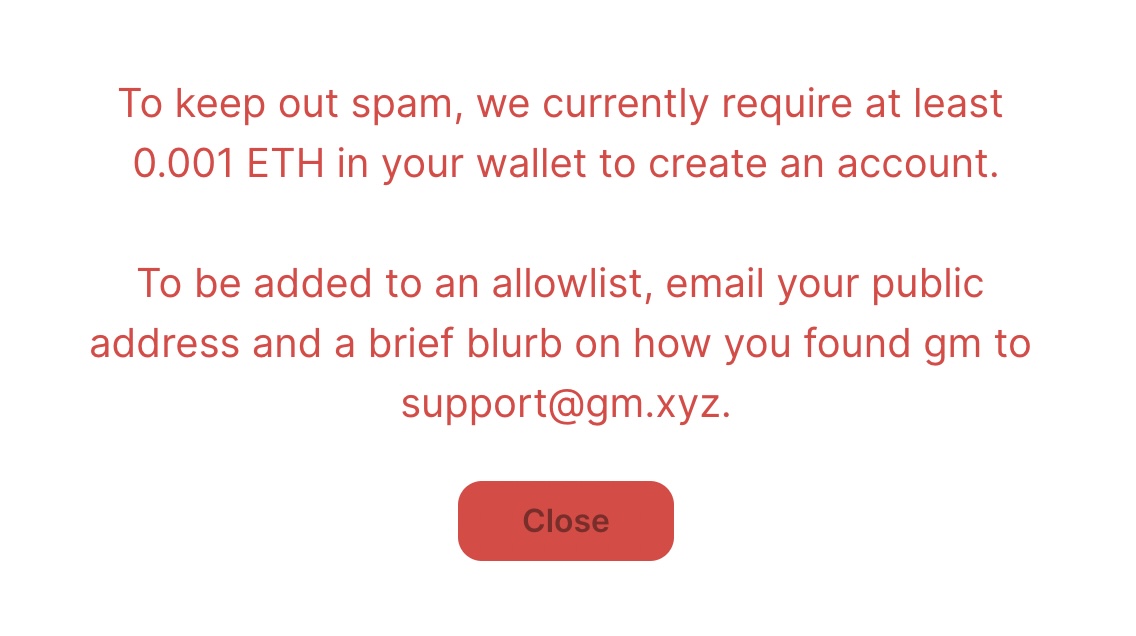 To keep out spam, we currently require at least
0.001 ETH in your wallet to create an account.
To be added to an allowlist, email your public
address and a brief blurb on how you found gm to
support@gm.xyz.
Close